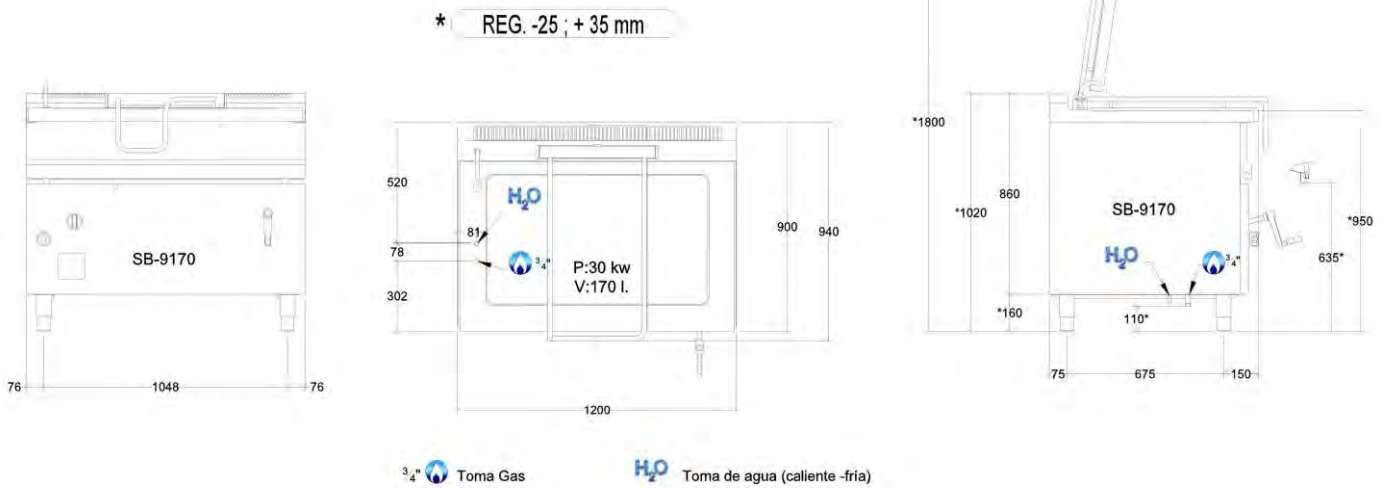 * REG. -25 ; + 35 mm
SB-9170
76
1048
76
520
78
302
81
H₂O
¾"
P:30 kw
V:170 l.
900
940
1200
*1800
*1020
860
*160
SB-9170
H₂O
¾"
110*
635*
*950
75
675
150
¾" Toma Gas
H₂O Toma de agua (caliente -fría)